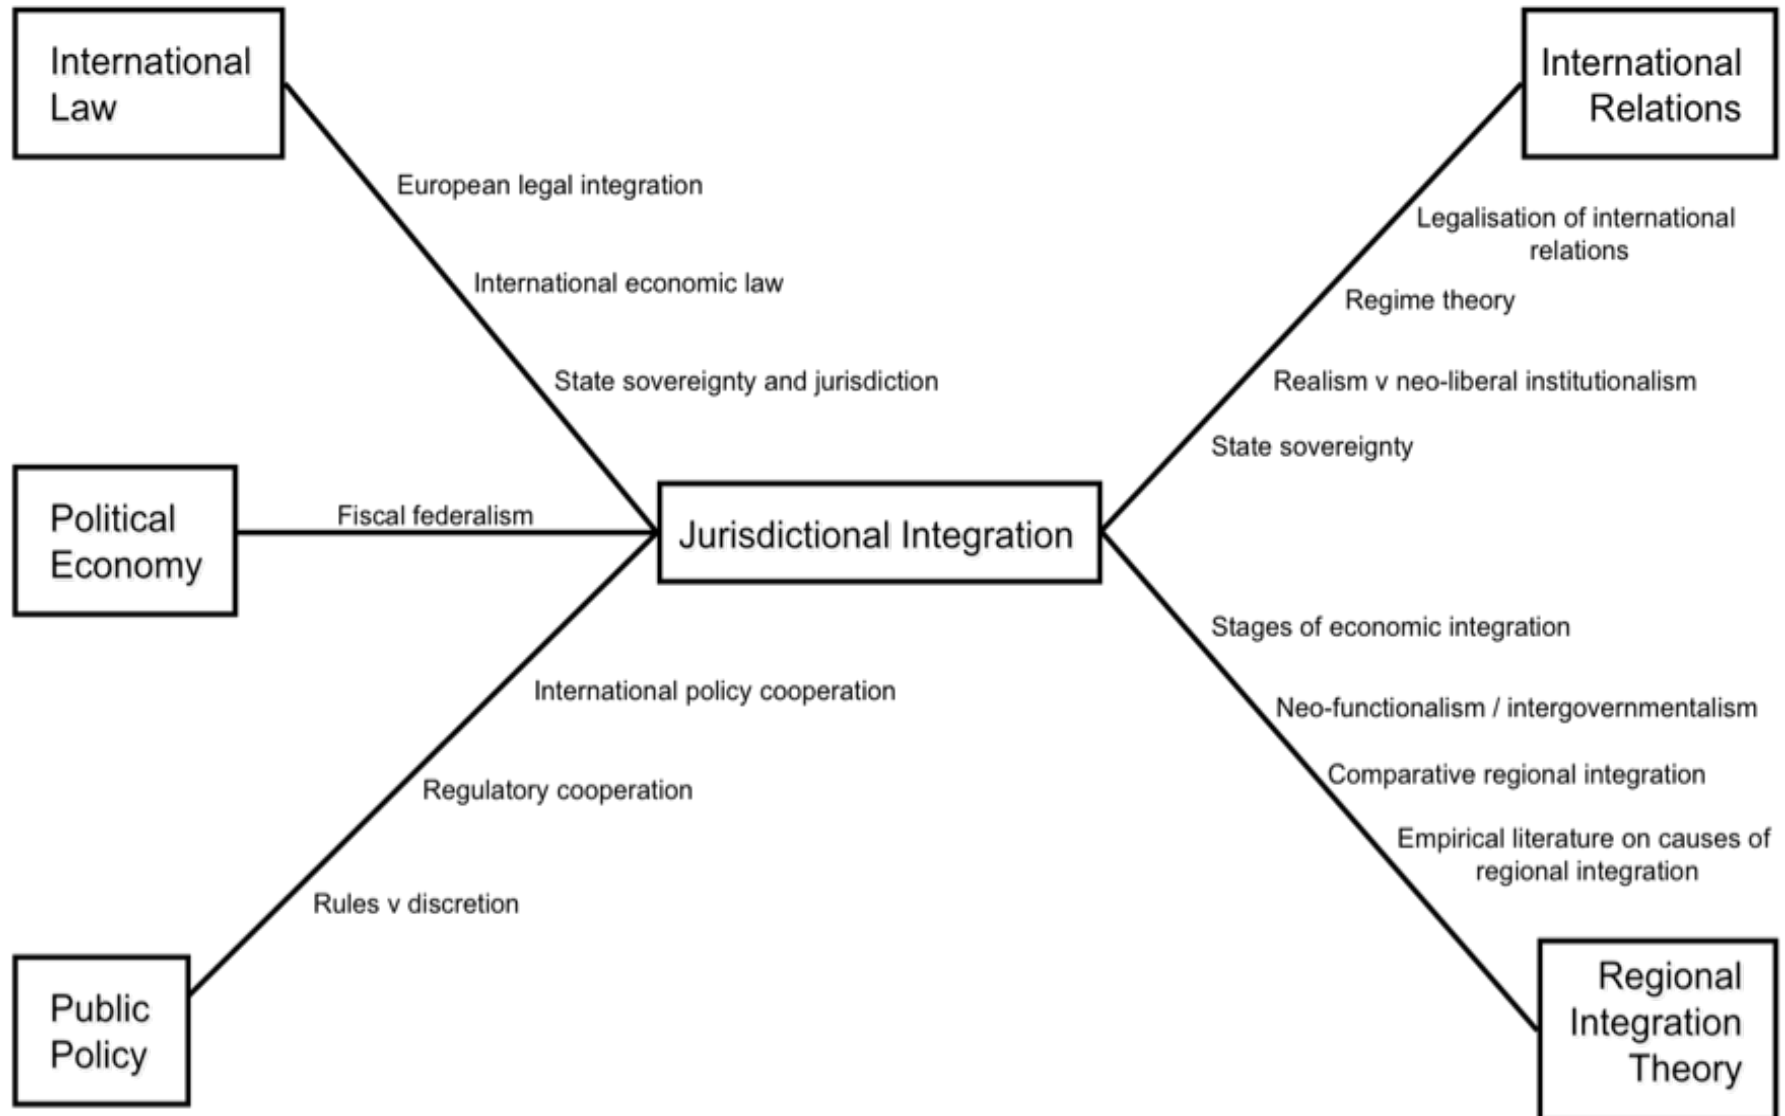 International
Law
International
Relations
European legal integration
Legalisation of international
relations
International economic law
Regime theory
State sovereignty and jurisdiction
Realism v neo-liberal institutionalism
State sovereignty
Political
Economy
Fiscal federalism
Jurisdictional Integration
Stages of economic integration
International policy cooperation
Neo-functionalism / intergovernmentalism
Regulatory cooperation
Comparative regional integration
Empirical literature on causes of
regional integration
Rules v discretion
Public
Policy
Regional
Integration
Theory